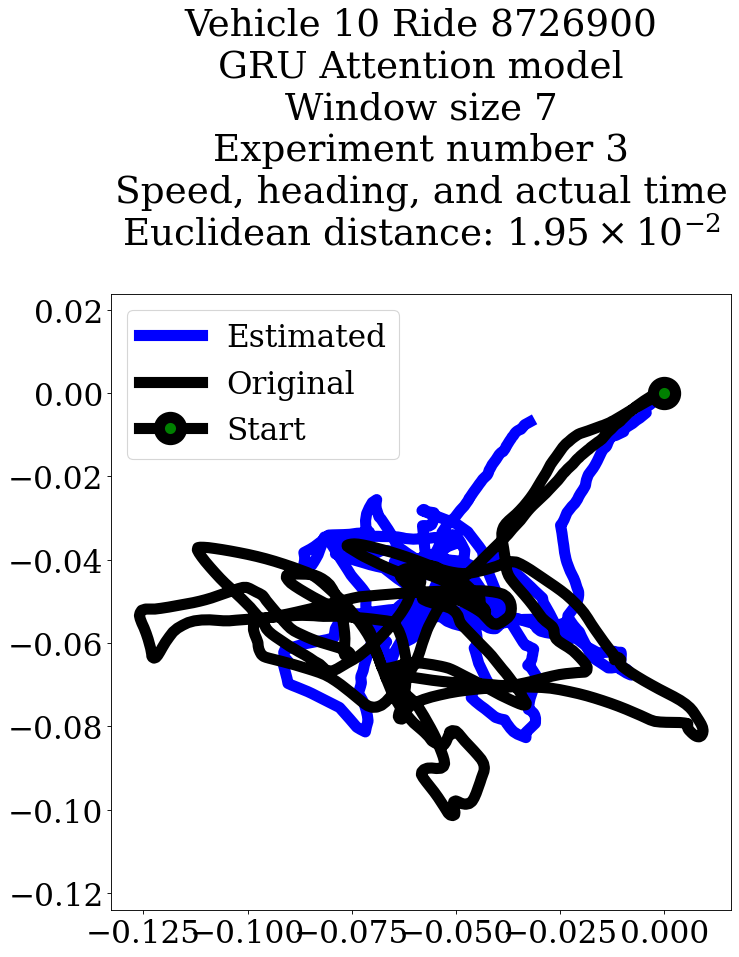 Vehicle 10 Ride 8726900
GRU Attention model
Window size 7
Experiment number 3
Speed, heading, and actual time
Euclidean distance: 1.95 × 10⁻²
Estimated
Original
Start
0.02
0.00
−0.02
−0.04
−0.06
−0.08
−0.10
−0.12
−0.125 −0.100 −0.075 −0.050 −0.025 0.000